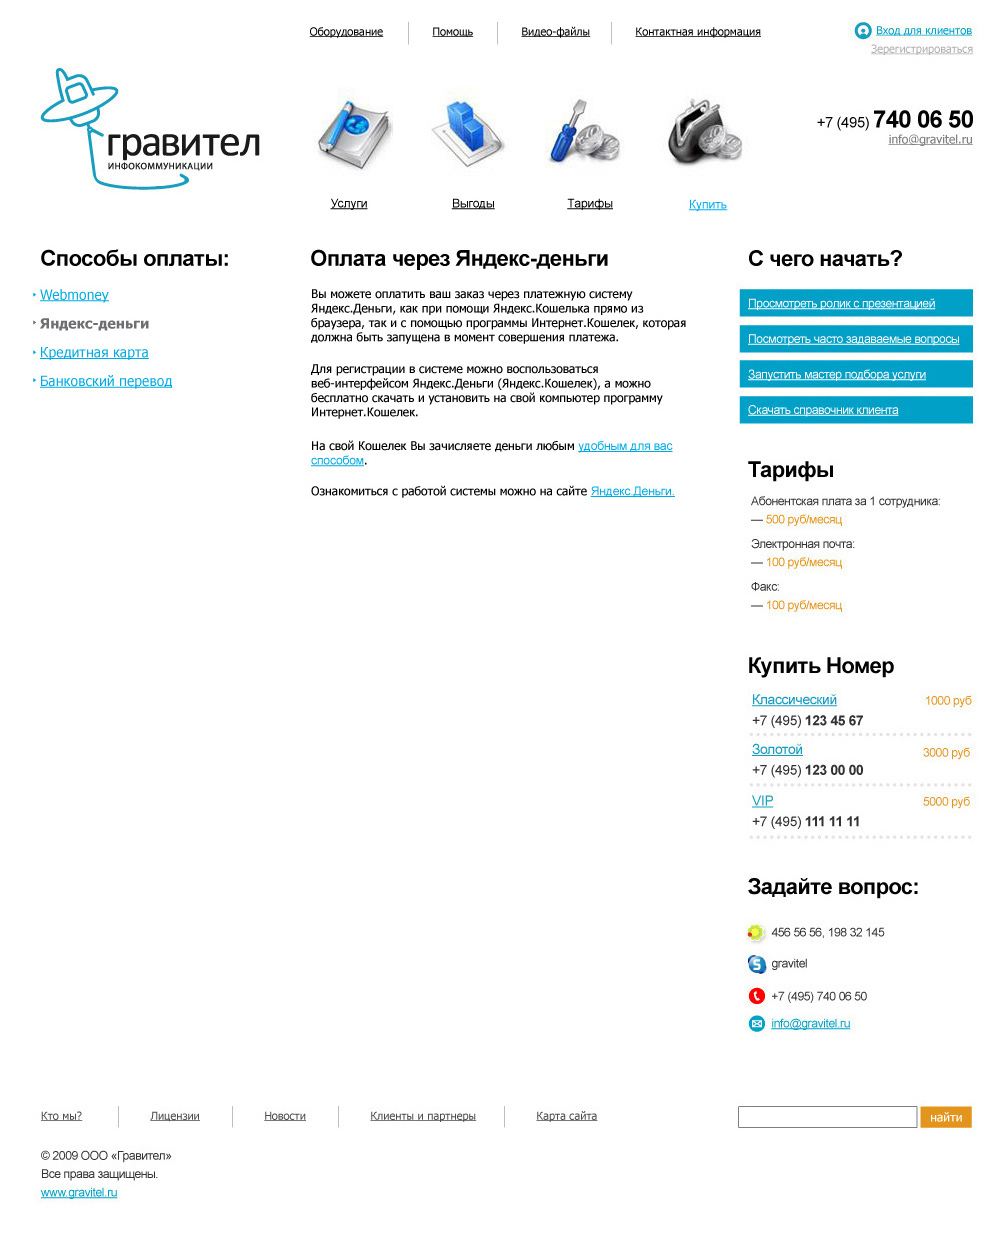 Оборудование
Помощь
Видео-файлы
Контактная информация
Вход для клиентов
Зерегистрироваться
гравител
ИНФОКОММУНИКАЦИИ
+7 (495) 740 06 50
info@gravitel.ru
Услуги
Выгоды
Тарифы
Купить
Способы оплаты:
Webmoney
Яндекс-деньги
Кредитная карта
Банковский перевод
Оплата через Яндекс-деньги
Вы можете оплатить ваш заказ через платежную систему
Яндекс.Деньги, как при помощи Яндекс.Кошелька прямо из
браузера, так и с помощью программы Интернет.Кошелек, которая
должна быть запущена в момент совершения платежа.
Для регистрации в системе можно воспользоваться
веб-интерфейсом Яндекс.Деньги (Яндекс.Кошелек), а можно
бесплатно скачать и установить на свой компьютер программу
Интернет.Кошелек.
На свой Кошелек Вы зачисляете деньги любым удобным для вас
способом.
Ознакомиться с работой системы можно на сайте Яндекс.Деньги.
С чего начать?
Просмотреть ролик с презентацией
Посмотреть часто задаваемые вопросы
Запустить мастер подбора услуги
Скачать справочник клиента
Тарифы
Абонентская плата за 1 сотрудника:
— 500 руб/месяц
Электронная почта:
— 100 руб/месяц
Факс:
— 100 руб/месяц
Купить Номер
Классический 1000 руб
+7 (495) 123 45 67
Золотой 3000 руб
+7 (495) 123 00 00
VIP 5000 руб
+7 (495) 111 11 11
Задайте вопрос:
456 56 56, 198 32 145
gravitel
+7 (495) 740 06 50
info@gravitel.ru
Кто мы?
Лицензии
Новости
Клиенты и партнеры
Карта сайта
найти
© 2009 ООО «Гравител»
Все права защищены.
www.gravitel.ru